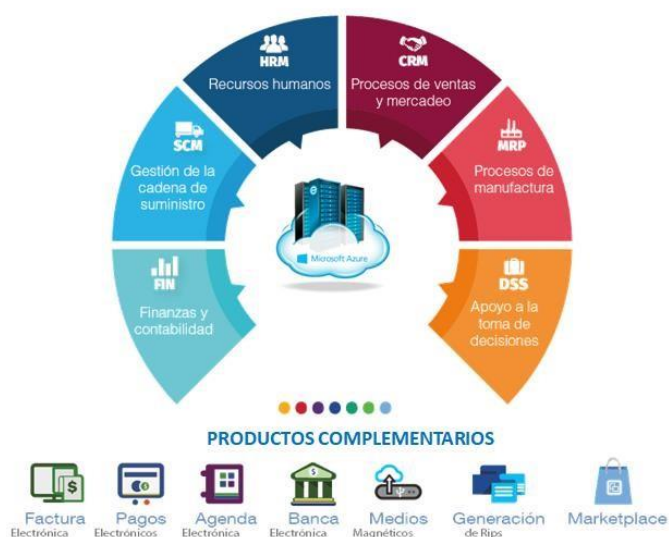 HRM
Recursos humanos
CRM
Procesos de ventas
y mercadeo
SCM
Gestión de la
cadena de
suministro
MRP
Procesos de
manufactura
Microsoft Azure
FIN
Finanzas y
contabilidad
DSS
Apoyo a la
toma de
decisiones
PRODUCTOS COMPLEMENTARIOS
Factura
Electrónica
Pagos
Electrónicos
Agenda
Electrónica
Banca
Electrónica
Medios
Magnéticos
Generación
de Rips
Marketplace